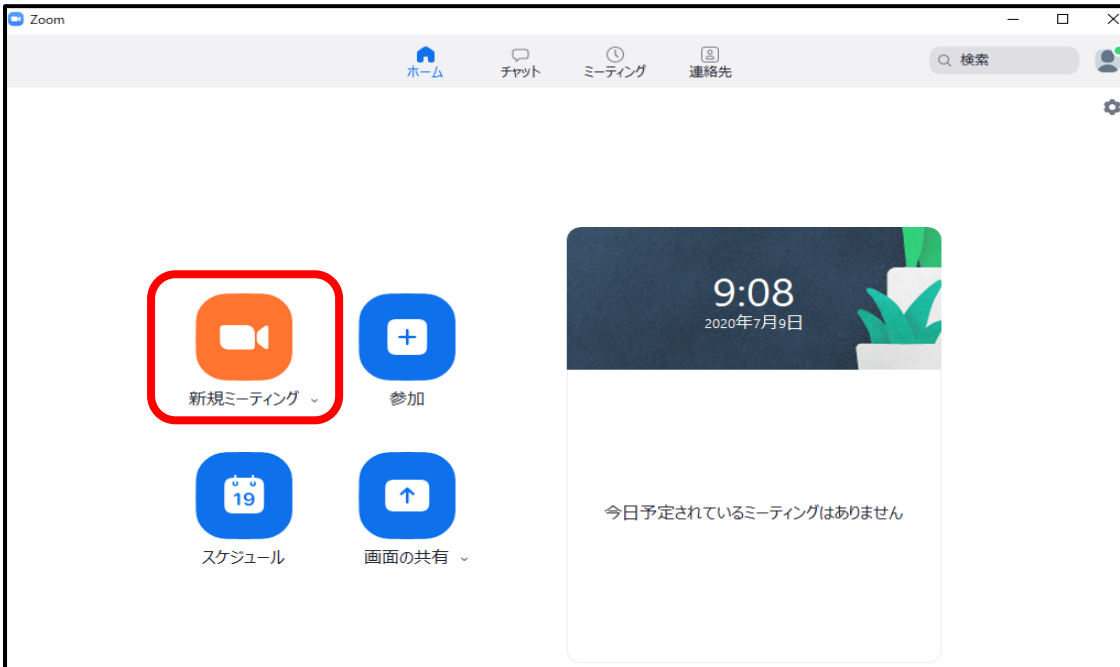 Zoom
ホーム
チャット
ミーティング
連絡先
検索
9:08
2020年7月9日
新規ミーティング
参加
19
スケジュール
画面の共有
今日予定されているミーティングはありません